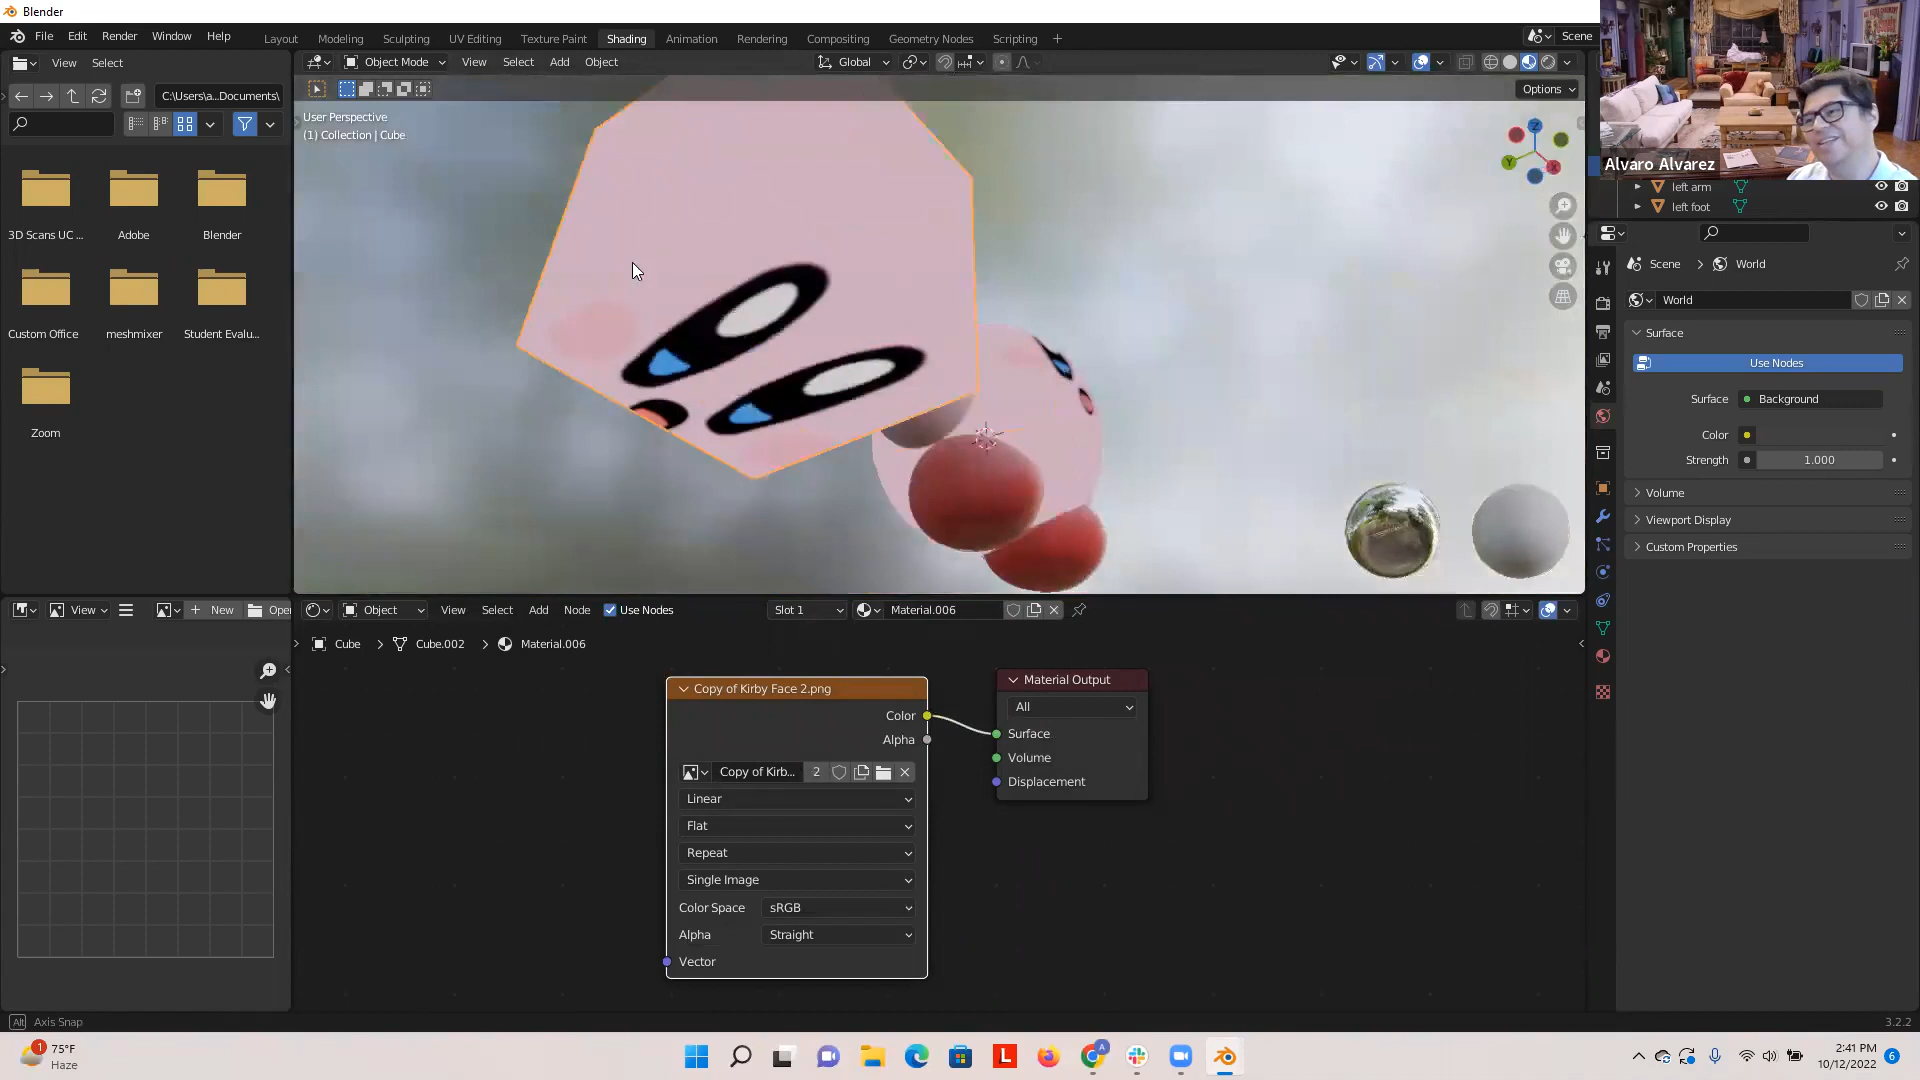 Blender
File Edit Render Window Help
Layout Modeling Sculpting UV Editing Texture Paint Shading Animation Rendering Compositing Geometry Nodes Scripting
Scene
View Select
Object Mode View Select Add Object
Global
C:\Users\a...Documents\
Options
User Perspective
(1) Collection | Cube
Z
Y
X
Alvaro Alvarez
left arm
left foot
3D Scans UC ... Adobe Blender
Custom Office meshmixer Student Evalu...
Zoom
Scene World
World
Surface
Use Nodes
Surface Background
Color
Strength 1.000
Volume
Viewport Display
Custom Properties
View New Open
Object View Select Add Node Use Nodes Slot 1 Material.006
Cube Cube.002 Material.006
Copy of Kirby Face 2.png
Color
Alpha
Copy of Kirb... 2
Linear
Flat
Repeat
Single Image
Color Space sRGB
Alpha Straight
Vector
Material Output
All
Surface
Volume
Displacement
Alt Axis Snap
3.2.2
1
75°F
Haze
L
A
2:41 PM
10/12/2022
6